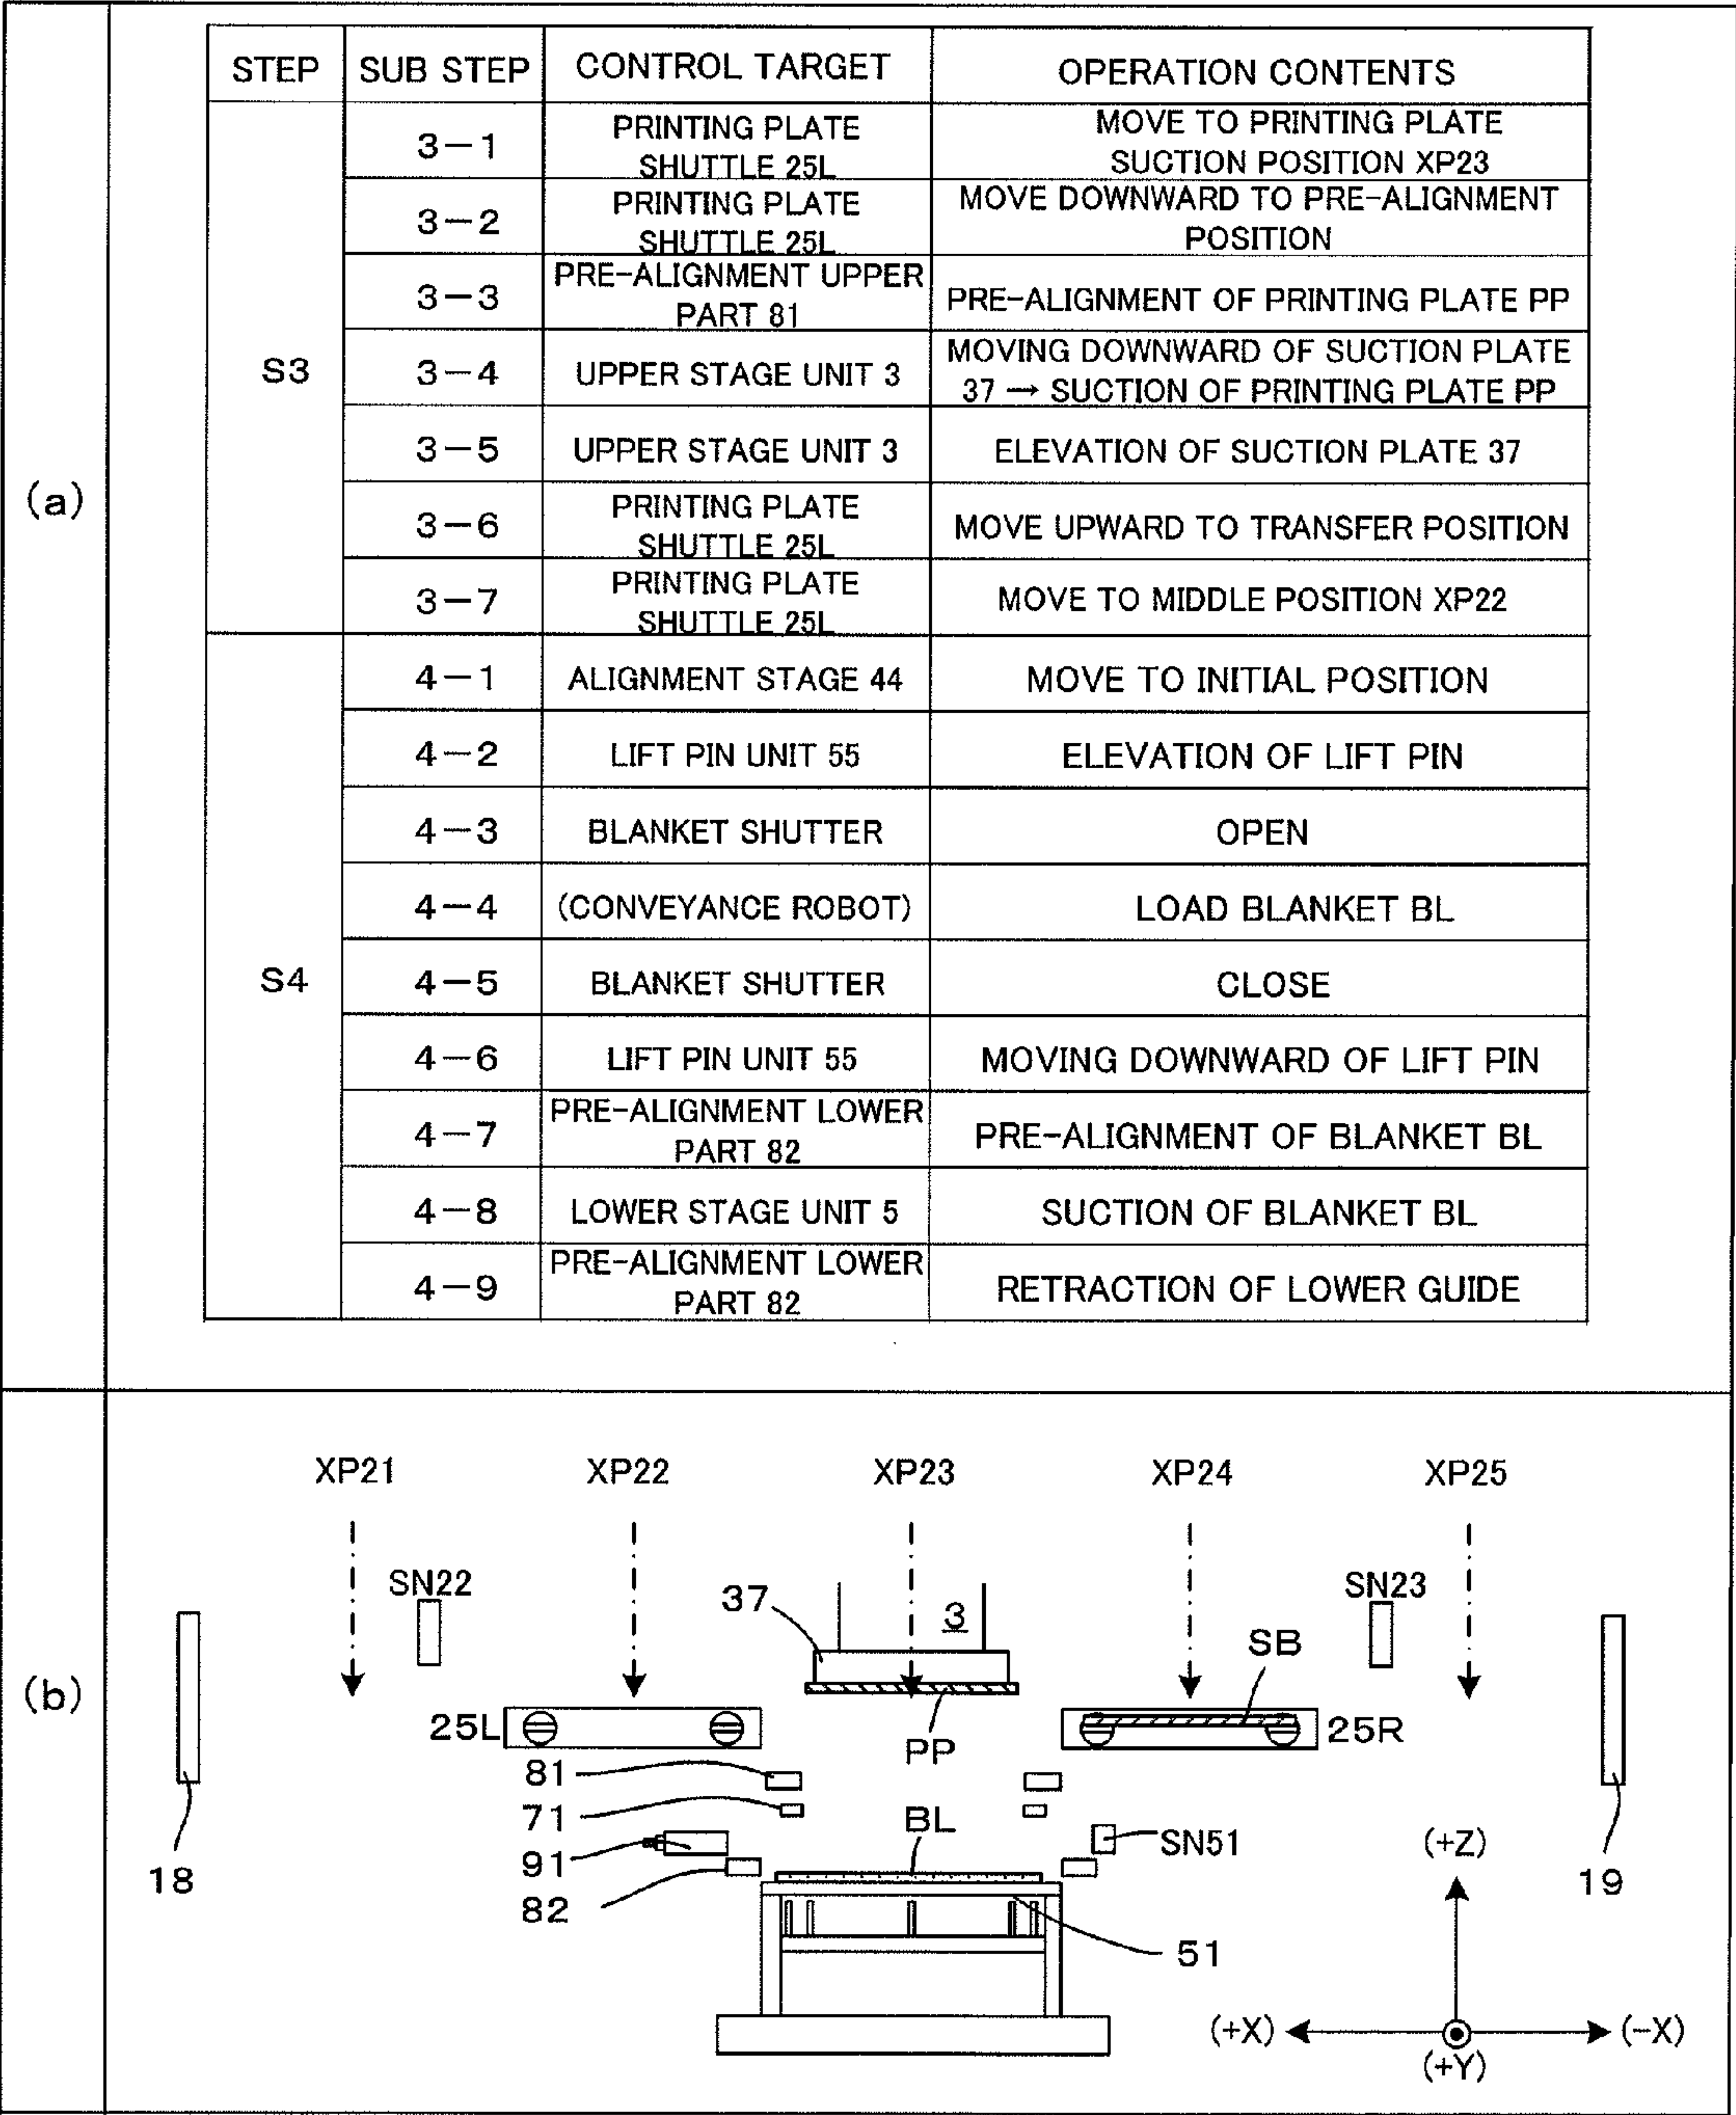 (a)
STEP SUB STEP CONTROL TARGET OPERATION CONTENTS
S3
3-1 PRINTING PLATE SHUTTLE 25L MOVE TO PRINTING PLATE SUCTION POSITION XP23
3-2 PRINTING PLATE SHUTTLE 25L MOVE DOWNWARD TO PRE-ALIGNMENT POSITION
3-3 PRE-ALIGNMENT UPPER PART 81 PRE-ALIGNMENT OF PRINTING PLATE PP
3-4 UPPER STAGE UNIT 3 MOVING DOWNWARD OF SUCTION PLATE 37 → SUCTION OF PRINTING PLATE PP
3-5 UPPER STAGE UNIT 3 ELEVATION OF SUCTION PLATE 37
3-6 PRINTING PLATE SHUTTLE 25L MOVE UPWARD TO TRANSFER POSITION
3-7 PRINTING PLATE SHUTTLE 25L MOVE TO MIDDLE POSITION XP22
S4
4-1 ALIGNMENT STAGE 44 MOVE TO INITIAL POSITION
4-2 LIFT PIN UNIT 55 ELEVATION OF LIFT PIN
4-3 BLANKET SHUTTER OPEN
4-4 (CONVEYANCE ROBOT) LOAD BLANKET BL
4-5 BLANKET SHUTTER CLOSE
4-6 LIFT PIN UNIT 55 MOVING DOWNWARD OF LIFT PIN
4-7 PRE-ALIGNMENT LOWER PART 82 PRE-ALIGNMENT OF BLANKET BL
4-8 LOWER STAGE UNIT 5 SUCTION OF BLANKET BL
4-9 PRE-ALIGNMENT LOWER PART 82 RETRACTION OF LOWER GUIDE
(b)
XP21 XP22 XP23 XP24 XP25
SN22 37 3 SN23
SB
25L PP 25R
81
71 BL
91 SN51 (+Z)
18 82 19
51
(+X) (-X)
(+Y)